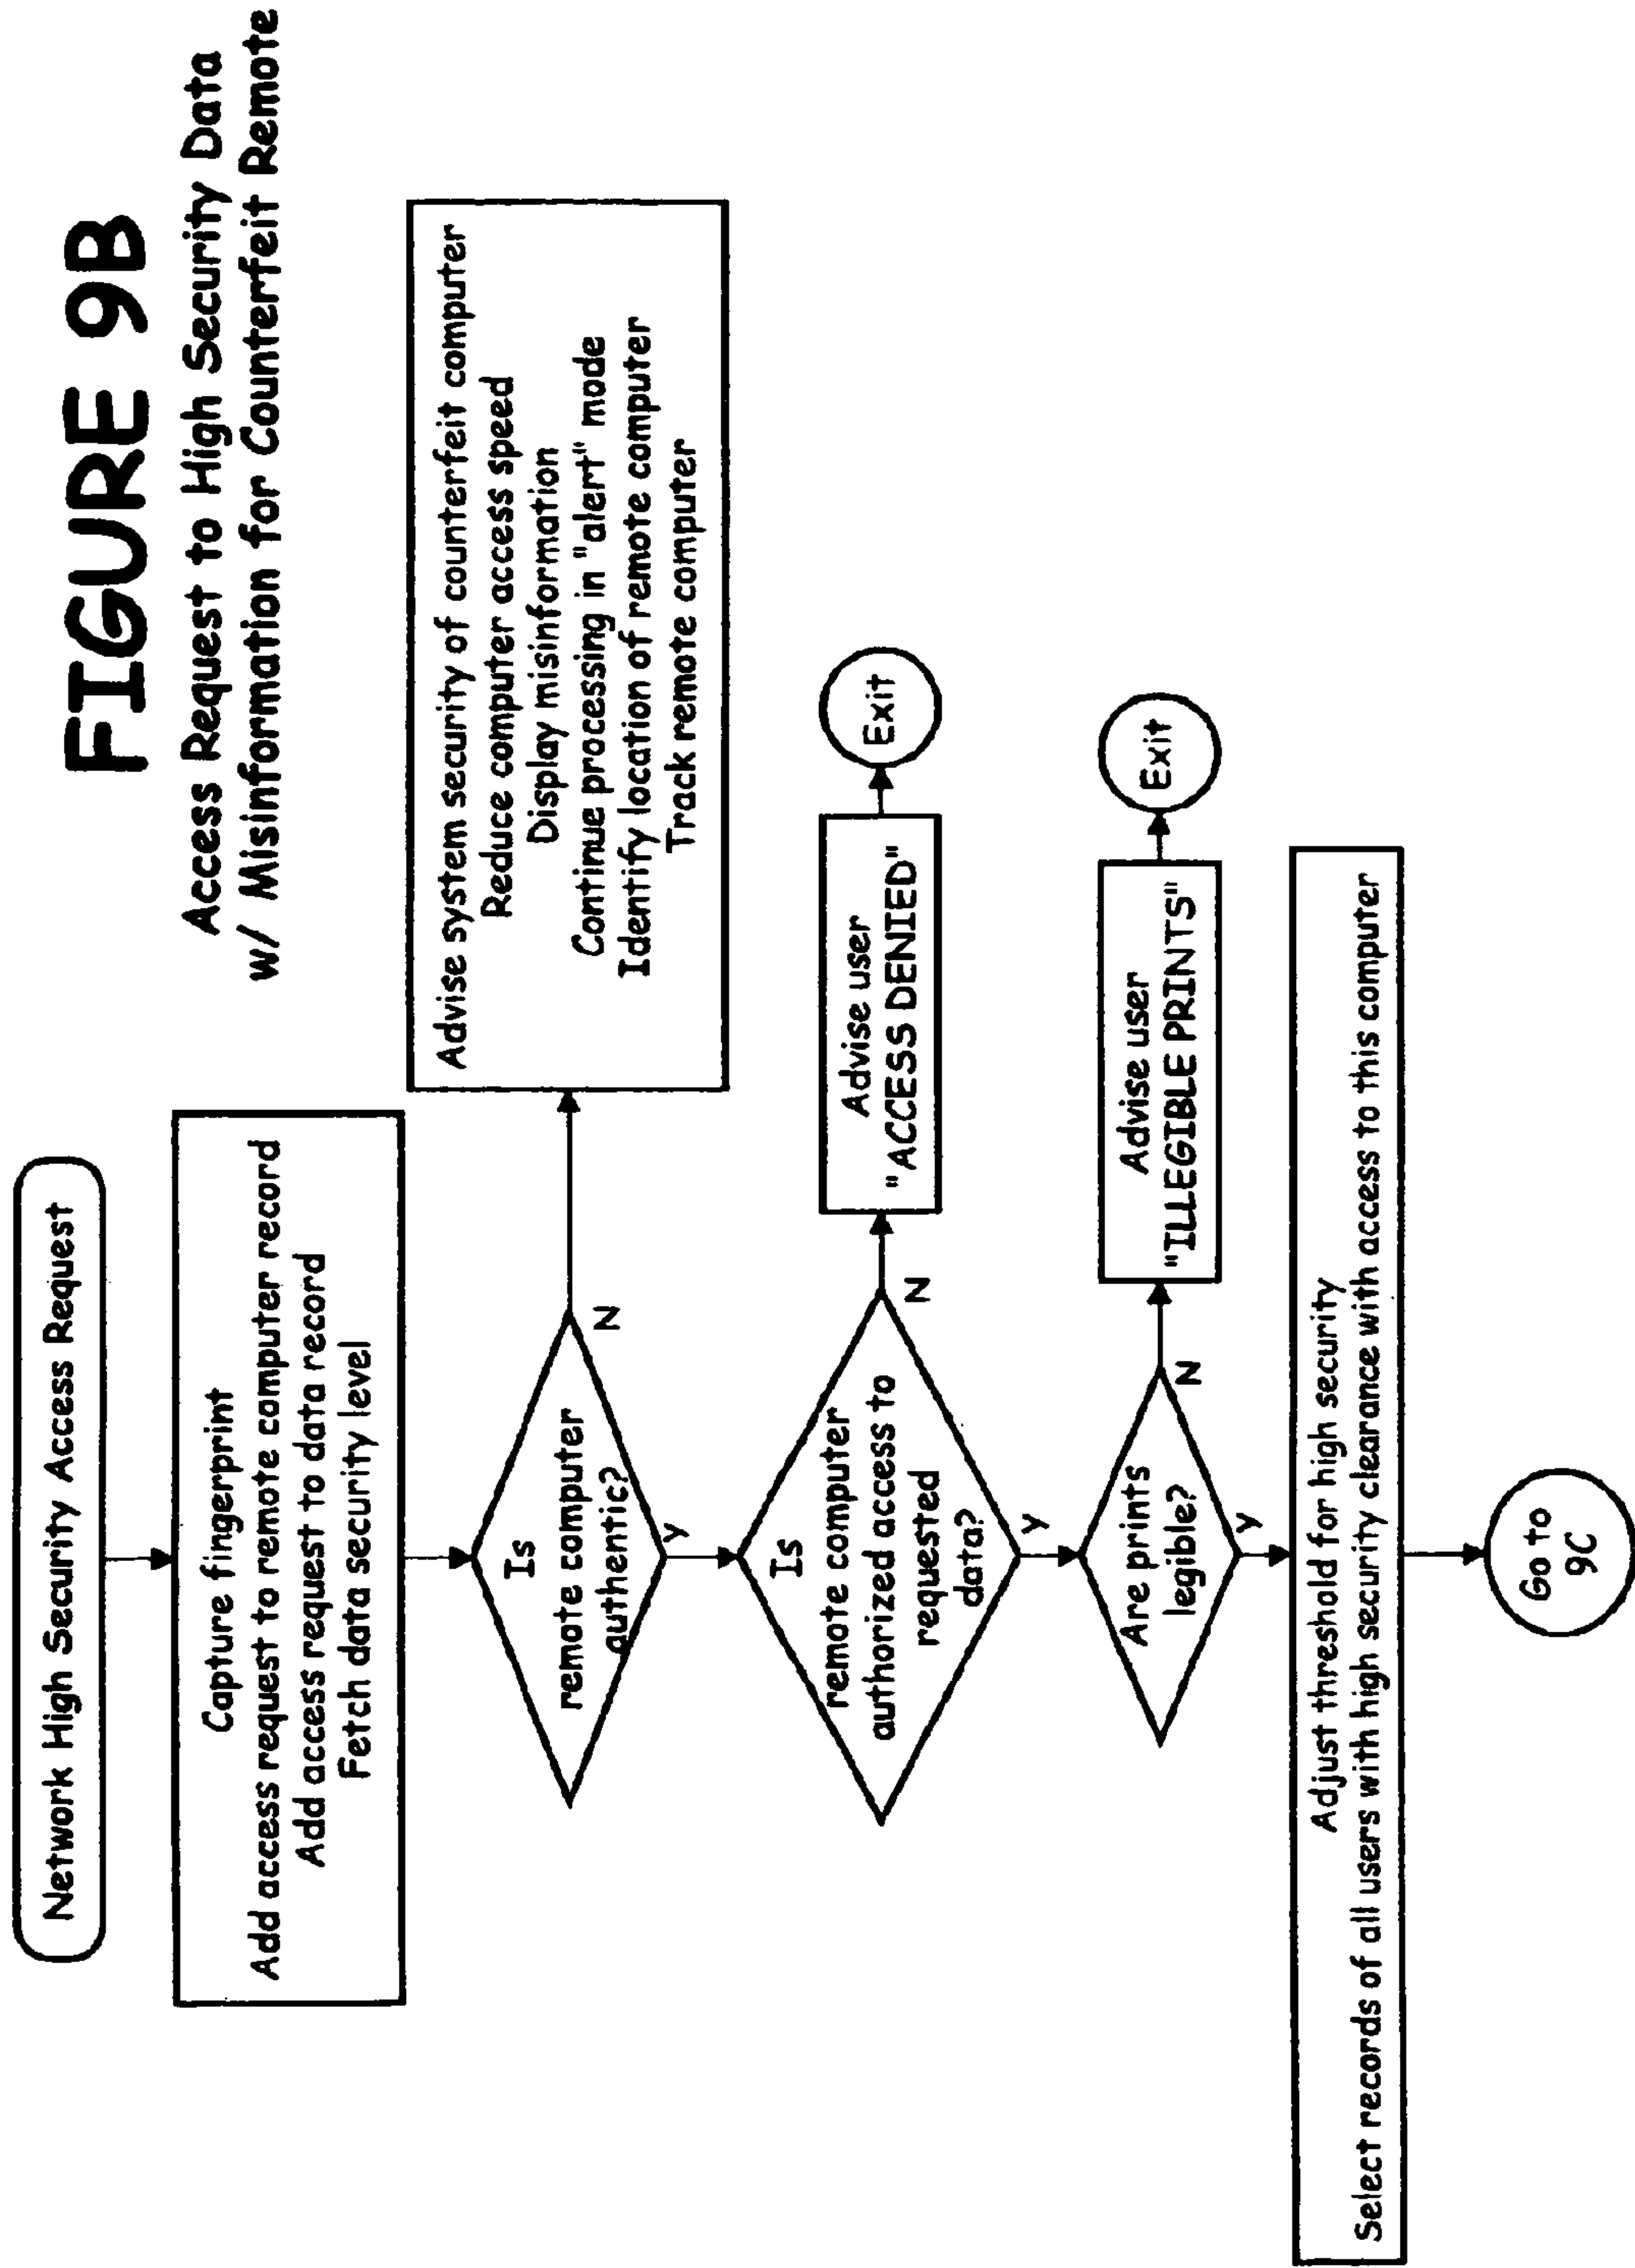 FIGURE 9B
Access Request to High Security Data
w/ Misinformation for Counterfeit Remote
Network High Security Access Request
Capture fingerprint
Add access request to remote computer record
Add access request to data record
Fetch data security level
Is
remote computer
authentic?
N
Y
Advise system security of counterfeit computer
Reduce computer access speed
Display misinformation
Continue processing in "alert" mode
Identify location of remote computer
Track remote computer
Is
remote computer
authorized access to
requested
data?
N
Y
Advise user
"ACCESS DENIED"
Exit
Are prints
legible?
N
Y
Advise user
"ILLEGIBLE PRINTS"
Exit
Adjust threshold for high security
Select records of all users with high security clearance with access to this computer
Go to
9C